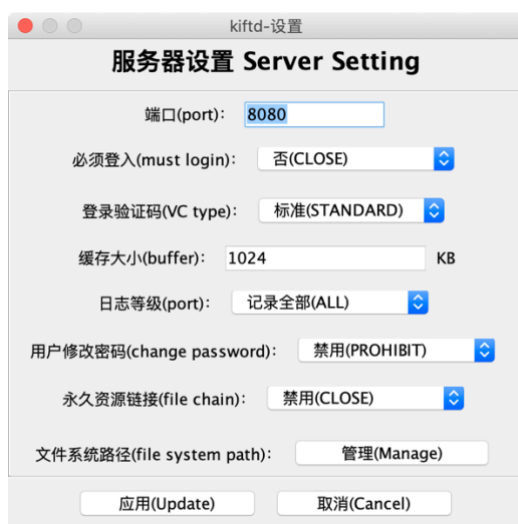 kiftd-设置
服务器设置 Server Setting
端口(port): 8080
必须登入(must login): 否(CLOSE)
登录验证码(VC type): 标准(STANDARD)
缓存大小(buffer): 1024 KB
日志等级(port): 记录全部(ALL)
用户修改密码(change password): 禁用(PROHIBIT)
永久资源链接(file chain): 禁用(CLOSE)
文件系统路径(file system path): 管理(Manage)
应用(Update) 取消(Cancel)